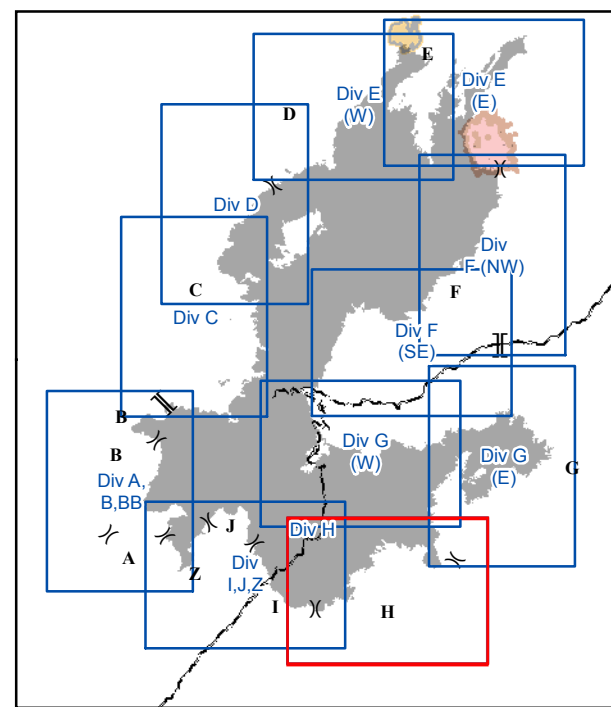 E
Div E
(W)
Div E
(E)
D
Div D
Div
F (NW)
C
F
Div C
Div F
(SE)
B
B
Div G
(W)
Div G
(E)
G
Div A,
B,BB
J
Div H
A
Z
Div
I,J,Z
I
H